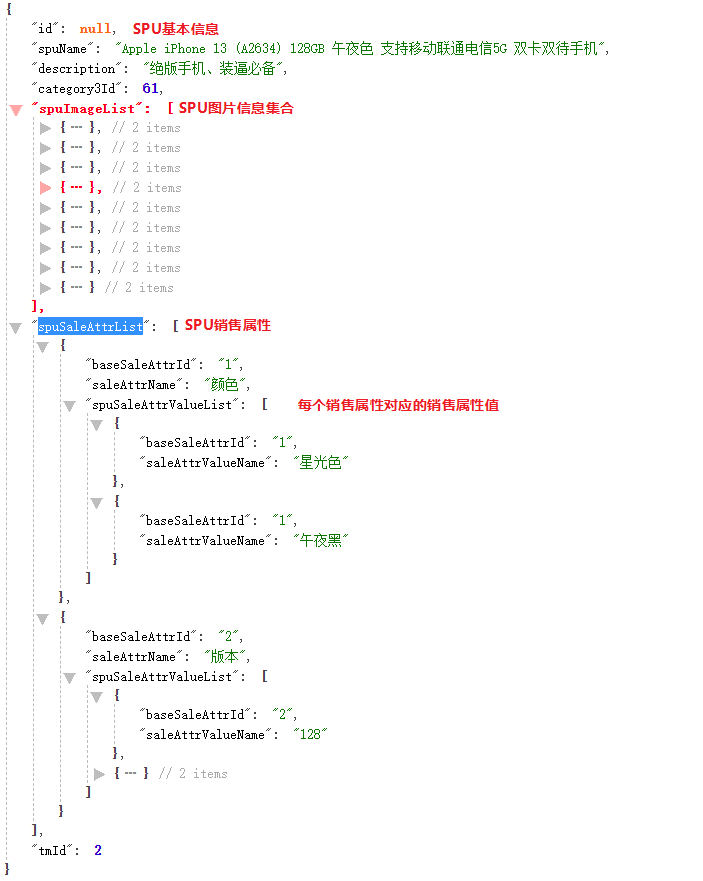 {
"id": null, SPU基本信息
"spuName": "Apple iPhone 13 (A2634) 128GB 午夜色 支持移动联通电信5G 双卡双待手机",
"description": "绝版手机、装逼必备",
"category3Id": 61,
"spuImageList": [ SPU图片信息集合
{ ... }, // 2 items
{ ... }, // 2 items
{ ... }, // 2 items
{ ... }, // 2 items
{ ... }, // 2 items
{ ... }, // 2 items
{ ... }, // 2 items
{ ... }, // 2 items
{ ... } // 2 items
],
"spuSaleAttrList": [ SPU销售属性
{
"baseSaleAttrId": "1",
"saleAttrName": "颜色",
"spuSaleAttrValueList": [ 每个销售属性对应的销售属性值
{
"baseSaleAttrId": "1",
"saleAttrValueName": "星光色"
},
{
"baseSaleAttrId": "1",
"saleAttrValueName": "午夜黑"
}
]
},
{
"baseSaleAttrId": "2",
"saleAttrName": "版本",
"spuSaleAttrValueList": [
{
"baseSaleAttrId": "2",
"saleAttrValueName": "128"
},
{ ... } // 2 items
]
}
],
"tmId": 2
}